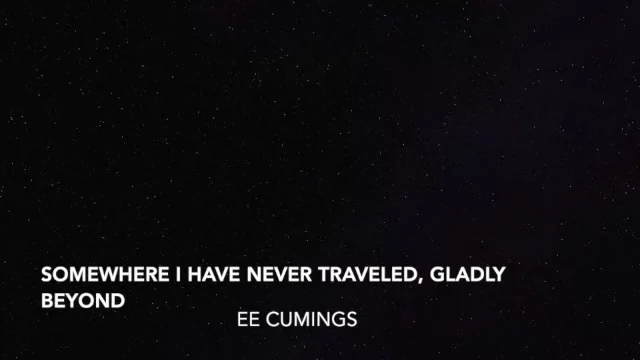 SOMEWHERE I HAVE NEVER TRAVELED, GLADLY
BEYOND
EE CUMINGS